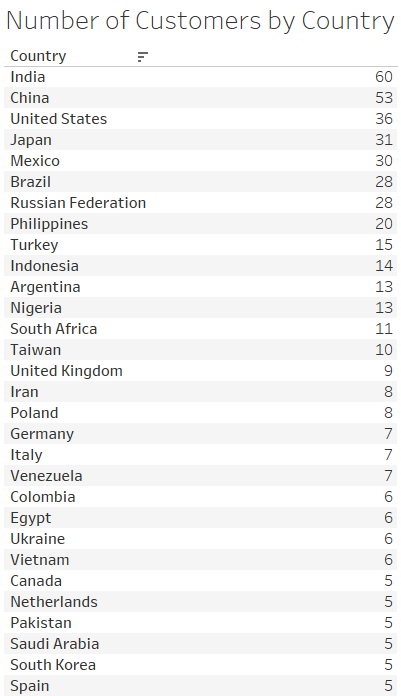 Number of Customers by Country
Country
India 60
China 53
United States 36
Japan 31
Mexico 30
Brazil 28
Russian Federation 28
Philippines 20
Turkey 15
Indonesia 14
Argentina 13
Nigeria 13
South Africa 11
Taiwan 10
United Kingdom 9
Iran 8
Poland 8
Germany 7
Italy 7
Venezuela 7
Colombia 6
Egypt 6
Ukraine 6
Vietnam 6
Canada 5
Netherlands 5
Pakistan 5
Saudi Arabia 5
South Korea 5
Spain 5